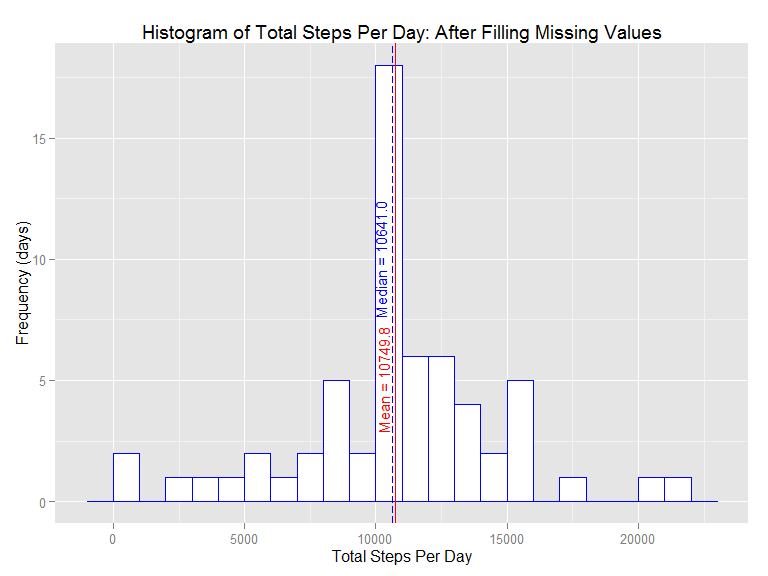 Histogram of Total Steps Per Day: After Filling Missing Values
Frequency (days)
15
10
5
0
Median = 10641.0
Mean = 10749.8
0
5000
10000
15000
20000
Total Steps Per Day